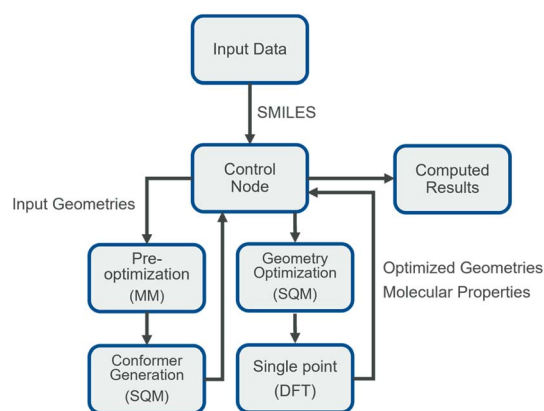 Input Data
SMILES
Control
Node
Computed
Results
Input Geometries
Pre-
optimization
(MM)
Geometry
Optimization
(SQM)
Optimized Geometries
Molecular Properties
Conformer
Generation
(SQM)
Single point
(DFT)